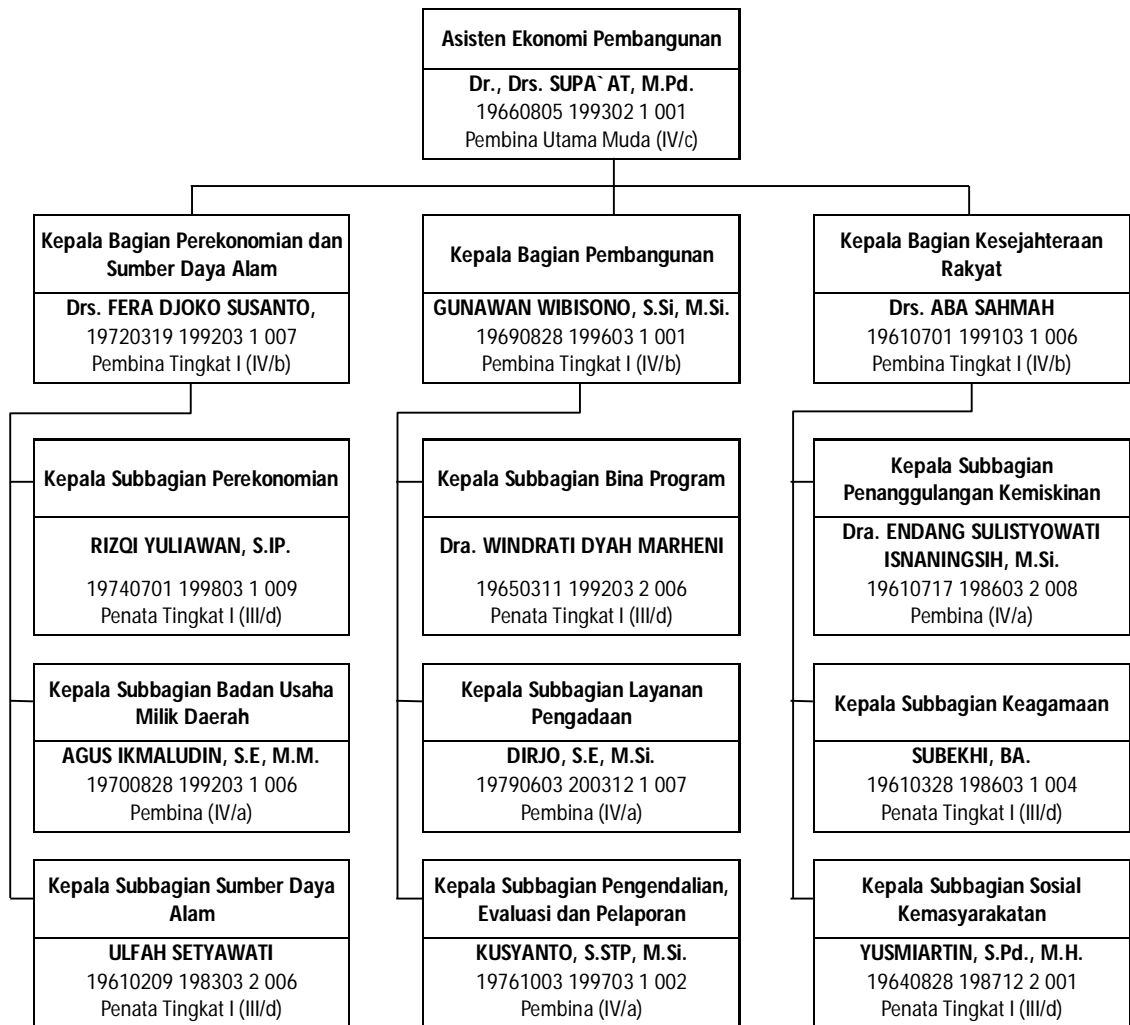 Asisten Ekonomi Pembangunan
Dr., Drs. SUPA`AT, M.Pd.
19660805 199302 1 001
Pembina Utama Muda (IV/c)
Kepala Bagian Perekonomian dan
Sumber Daya Alam
Drs. FERA DJOKO SUSANTO,
19720319 199203 1 007
Pembina Tingkat I (IV/b)
Kepala Bagian Pembangunan
GUNAWAN WIBISONO, S.Si, M.Si.
19690828 199603 1 001
Pembina Tingkat I (IV/b)
Kepala Bagian Kesejahteraan
Rakyat
Drs. ABA SAHMAH
19610701 199103 1 006
Pembina Tingkat I (IV/b)
Kepala Subbagian Perekonomian
RIZQI YULIAWAN, S.IP.
19740701 199803 1 009
Penata Tingkat I (III/d)
Kepala Subbagian Bina Program
Dra. WINDRATI DYAH MARHENI
19650311 199203 2 006
Penata Tingkat I (III/d)
Kepala Subbagian
Penanggulangan Kemiskinan
Dra. ENDANG SULISTYOWATI
ISNANINGSIH, M.Si.
19610717 198603 2 008
Pembina (IV/a)
Kepala Subbagian Badan Usaha
Milik Daerah
AGUS IKMALUDIN, S.E, M.M.
19700828 199203 1 006
Pembina (IV/a)
Kepala Subbagian Layanan
Pengadaan
DIRJO, S.E, M.Si.
19790603 200312 1 007
Pembina (IV/a)
Kepala Subbagian Keagamaan
SUBEKHI, BA.
19610328 198603 1 004
Penata Tingkat I (III/d)
Kepala Subbagian Sumber Daya
Alam
ULFAH SETYAWATI
19610209 198303 2 006
Penata Tingkat I (III/d)
Kepala Subbagian Pengendalian,
Evaluasi dan Pelaporan
KUSYANTO, S.STP, M.Si.
19761003 199703 1 002
Pembina (IV/a)
Kepala Subbagian Sosial
Kemasyarakatan
YUSMIARTIN, S.Pd., M.H.
19640828 198712 2 001
Penata Tingkat I (III/d)